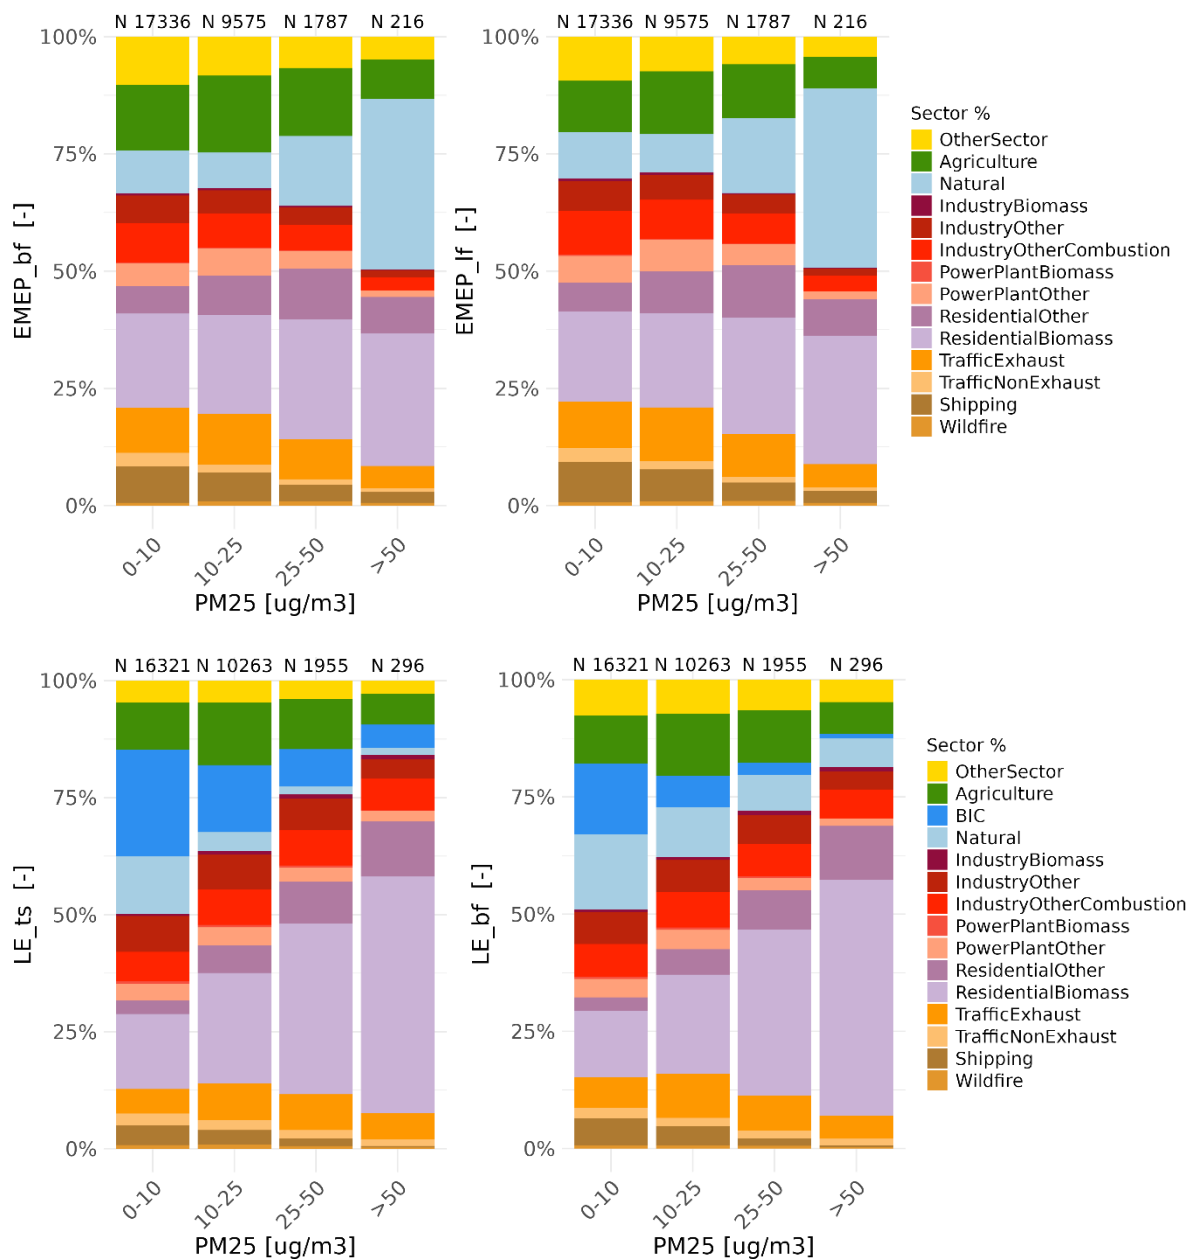 N 17336 N 9575 N 1787 N 216
100%
75%
50%
25%
0%
EMEP_bf [-]
0-10
10-25
25-50
>50
PM25 [ug/m3]
N 17336 N 9575 N 1787 N 216
100%
75%
50%
25%
0%
EMEP_lf [-]
0-10
10-25
25-50
>50
PM25 [ug/m3]
Sector %
OtherSector
Agriculture
Natural
IndustryBiomass
IndustryOther
IndustryOtherCombustion
PowerPlantBiomass
PowerPlantOther
ResidentialOther
ResidentialBiomass
TrafficExhaust
TrafficNonExhaust
Shipping
Wildfire
N 16321 N 10263 N 1955 N 296
100%
75%
50%
25%
0%
LE_ts [-]
0-10
10-25
25-50
>50
PM25 [ug/m3]
N 16321 N 10263 N 1955 N 296
100%
75%
50%
25%
0%
LE_bf [-]
0-10
10-25
25-50
>50
PM25 [ug/m3]
Sector %
OtherSector
Agriculture
BIC
Natural
IndustryBiomass
IndustryOther
IndustryOtherCombustion
PowerPlantBiomass
PowerPlantOther
ResidentialOther
ResidentialBiomass
TrafficExhaust
TrafficNonExhaust
Shipping
Wildfire